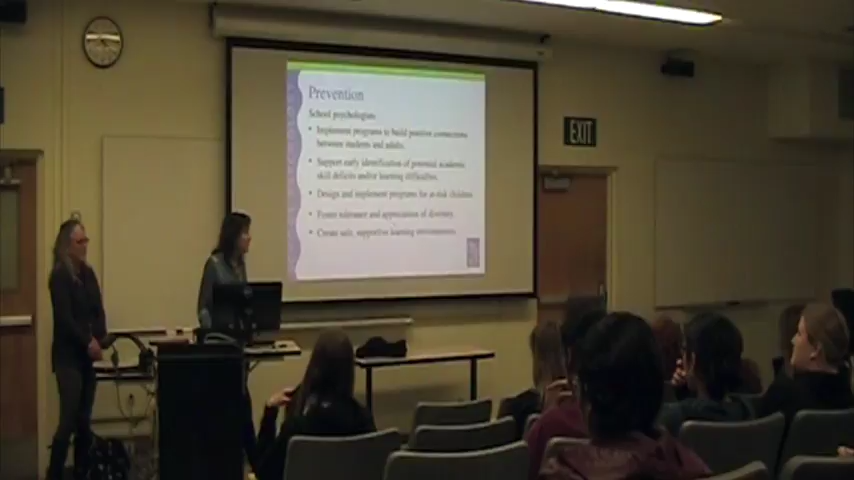 Prevention
School psychologists
• Implement programs to build positive connections
between students and adults.
• Support early identification of potential academic
skill deficits and/or learning difficulties.
• Design and implement programs for at-risk children.
• Foster tolerance and appreciation of diversity.
• Create safe, supportive learning environments.
EXIT